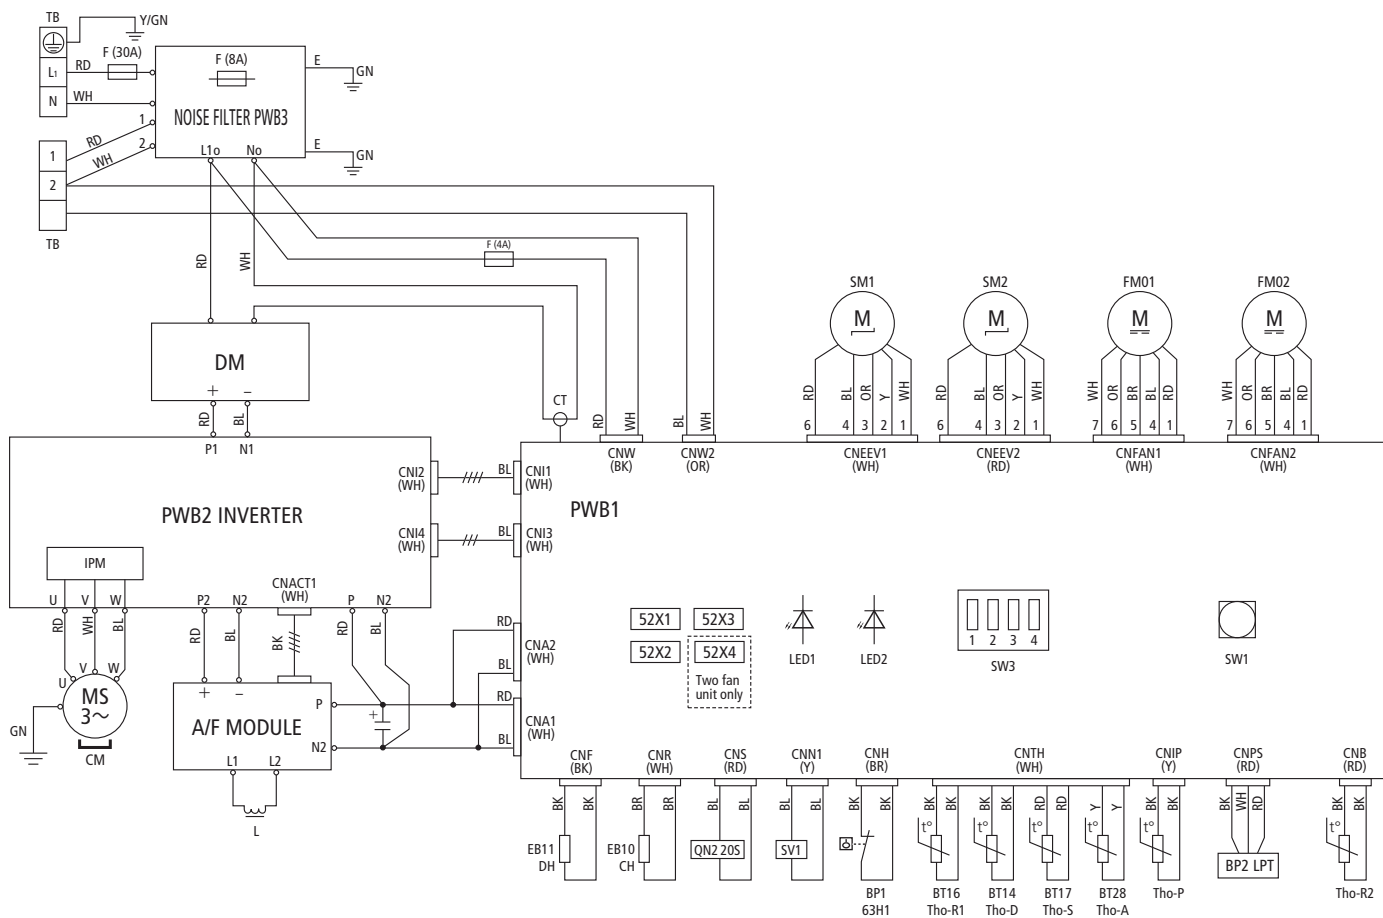 TB
Y/GN
F (30A)
L1
RD
N
WH
F (8A)
NOISE FILTER PWB3
E
GN
E
GN
1
RD
2
WH
L1o
No
1
2
TB
RD
WH
F (4A)
DM
+
−
RD
BL
CT
RD
WH
BL
WH
CNW
(BK)
CNW2
(OR)
SM1
M
RD
BL
OR
Y
WH
6
4
3
2
1
CNEEV1
(WH)
SM2
M
RD
BL
OR
Y
WH
6
4
3
2
1
CNEEV2
(RD)
FM01
M
WH
OR
BR
BL
RD
7
6
5
4
1
CNFAN1
(WH)
FM02
M
WH
OR
BR
BL
RD
7
6
5
4
1
CNFAN2
(WH)
P1
N1
PWB2 INVERTER
CNI2
(WH)
BL
CNI1
(WH)
CNI4
(WH)
BL
CNI3
(WH)
PWB1
IPM
U
V
W
P2
N2
CNACT1
(WH)
P
N2
RD
WH
BL
RD
BL
BK
RD
BL
RD
BL
CNA2
(WH)
RD
BL
CNA1
(WH)
U
V
W
MS
3~
CM
GN
+
−
A/F MODULE
P
N2
+
L1
L2
L
52X1
52X3
52X2
52X4
Two fan
unit only
LED1
LED2
1
2
3
4
SW3
SW1
CNF
(BK)
CNR
(WH)
CNS
(RD)
CNN1
(Y)
CNH
(BR)
CNTH
(WH)
CNIP
(Y)
CNPS
(RD)
CNB
(RD)
BK
BK
BR
BR
BL
BL
BL
BL
BK
BK
BK
BK
BK
BK
RD
RD
Y
Y
BK
BK
BK
WH
RD
BK
BK
EB11
DH
EB10
CH
QN2 20S
SV1
t°
t°
t°
t°
t°
t°
BP2 LPT
BP1
63H1
BT16
Tho-R1
BT14
Tho-D
BT17
Tho-S
BT28
Tho-A
Tho-P
Tho-R2